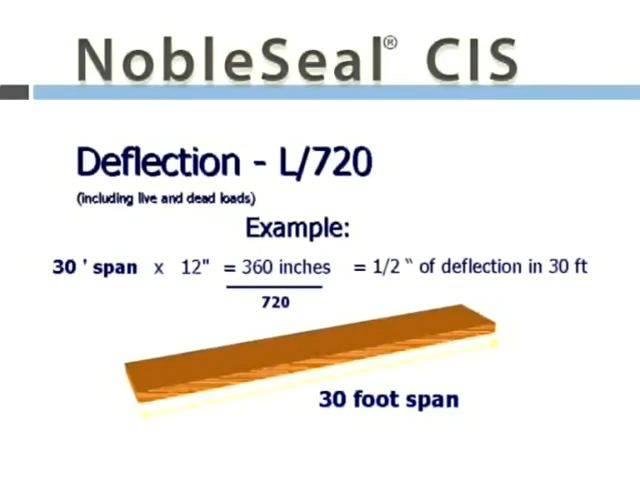 NobleSeal® CIS
Deflection - L/720
(including live and dead loads)
Example:
30 ' span x 12" = 360 inches = 1/2 “ of deflection in 30 ft
720
30 foot span